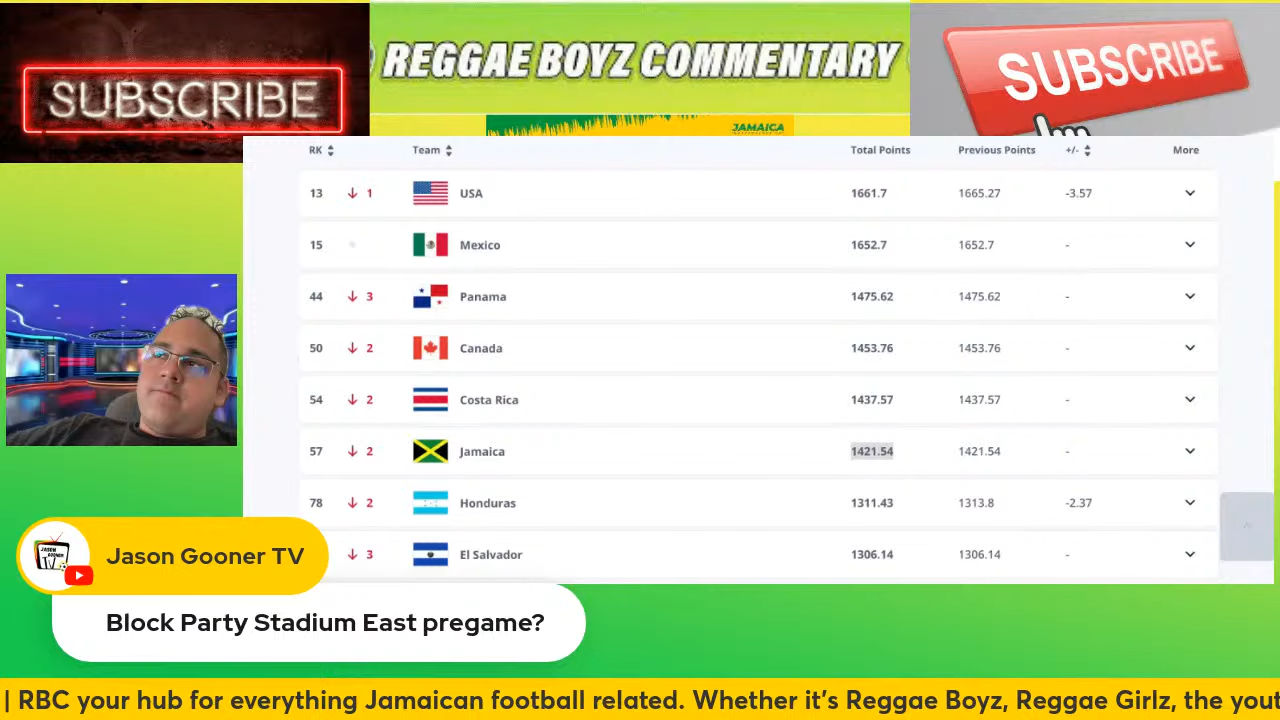 SUBSCRIBE
REGGAE BOYZ COMMENTARY
SUBSCRIBE
JAMAICA
RK Team Total Points Previous Points +/- More
13 1 USA 1661.7 1665.27 -3.57
15 Mexico 1652.7 1652.7 -
44 3 Panama 1475.62 1475.62 -
50 2 Canada 1453.76 1453.76 -
54 2 Costa Rica 1437.57 1437.57 -
57 2 Jamaica 1421.54 1421.54 -
78 2 Honduras 1311.43 1313.8 -2.37
3 El Salvador 1306.14 1306.14 -
JASON
GOONER
TV
Jason Gooner TV
Block Party Stadium East pregame?
| RBC your hub for everything Jamaican football related. Whether it's Reggae Boyz, Reggae Girlz, the yout